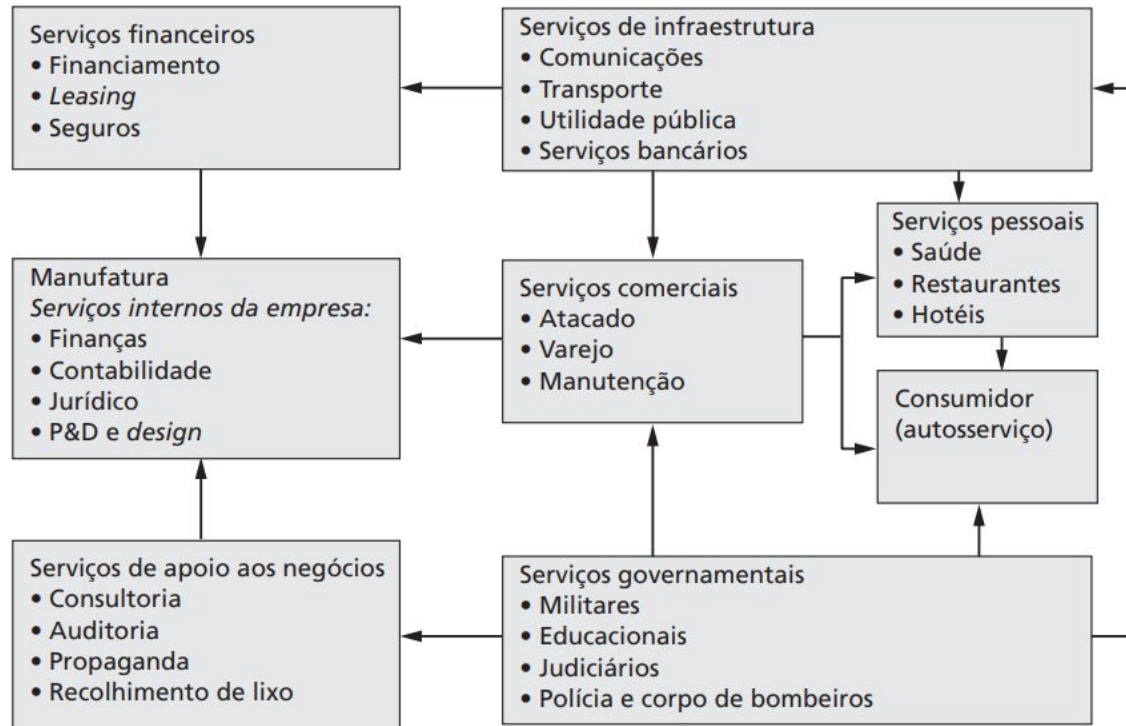 Serviços financeiros
• Financiamento
• Leasing
• Seguros
Serviços de infraestrutura
• Comunicações
• Transporte
• Utilidade pública
• Serviços bancários
Manufatura
Serviços internos da empresa:
• Finanças
• Contabilidade
• Jurídico
• P&D e design
Serviços comerciais
• Atacado
• Varejo
• Manutenção
Serviços pessoais
• Saúde
• Restaurantes
• Hotéis
Consumidor
(autosserviço)
Serviços de apoio aos negócios
• Consultoria
• Auditoria
• Propaganda
• Recolhimento de lixo
Serviços governamentais
• Militares
• Educacionais
• Judiciários
• Polícia e corpo de bombeiros